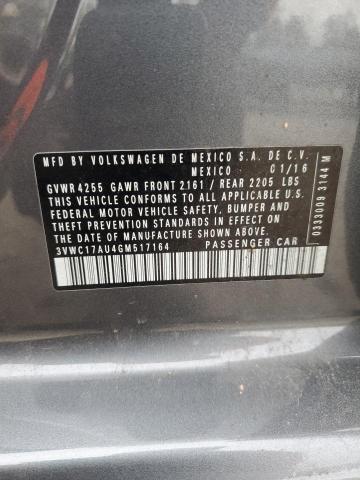 MFD BY VOLKSWAGEN DE MEXICO S.A. DE C.V.
MEXICO 01/16
GVWR 4255 GAWR FRONT 2161 / REAR 2205 LBS
THIS VEHICLE CONFORMS TO ALL APPLICABLE U.S.
FEDERAL MOTOR VEHICLE SAFETY, BUMPER AND
THEFT PREVENTION STANDARDS IN EFFECT ON
THE DATE OF MANUFACTURE SHOWN ABOVE.
3VWC17AU4GM517164 PASSENGER CAR
0333009 3144 M